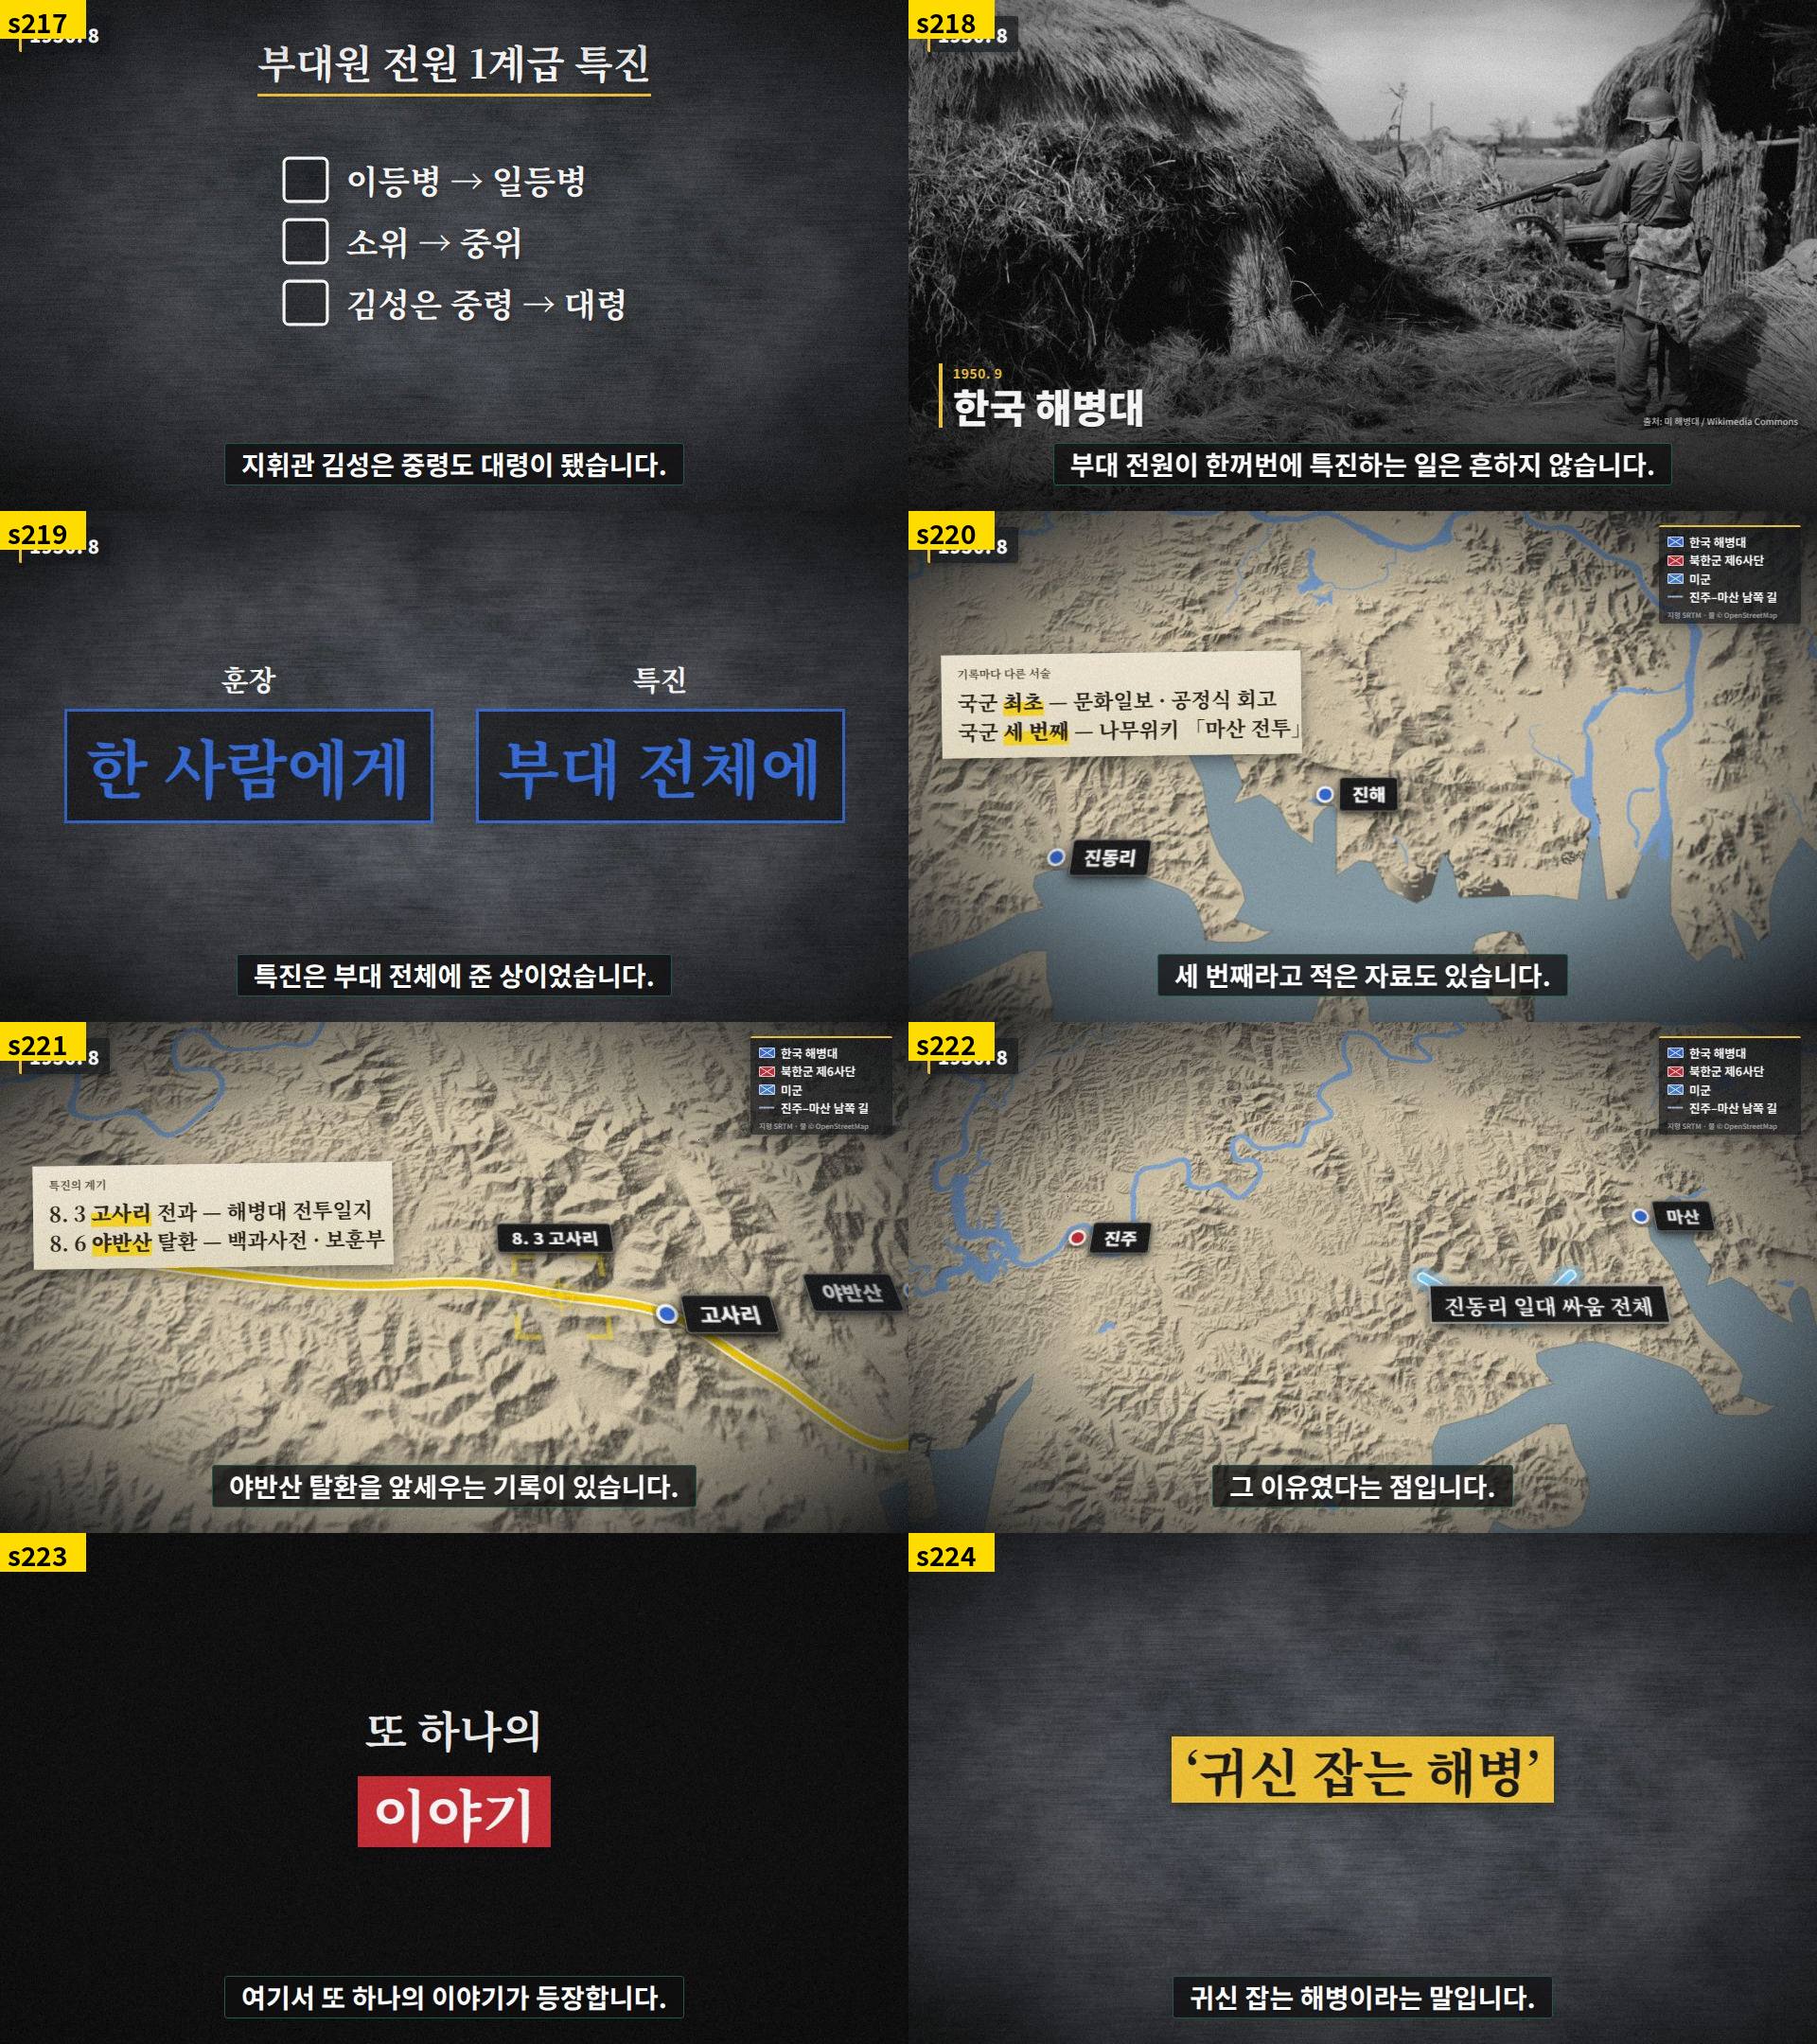 s217
부대원 전원 1계급 특진
이등병 → 일등병
소위 → 중위
김성은 중령 → 대령
지휘관 김성은 중령도 대령이 됐습니다.
s218
1950. 9
한국 해병대
출처: 미 해병대 / Wikimedia Commons
부대 전원이 한꺼번에 특진하는 일은 흔하지 않습니다.
s219
훈장
특진
한 사람에게
부대 전체에
특진은 부대 전체에 준 상이었습니다.
s220
한국 해병대
북한군 제6사단
미군
진주–마산 남쪽 길
지형 SRTM · 물 © OpenStreetMap
기록마다 다른 서술
국군 최초 — 문화일보 · 공정식 회고
국군 세 번째 — 나무위키 「마산 전투」
진해
진동리
세 번째라고 적은 자료도 있습니다.
s221
한국 해병대
북한군 제6사단
미군
진주–마산 남쪽 길
지형 SRTM · 물 © OpenStreetMap
특진의 계기
8. 3 고사리 전과 — 해병대 전투일지
8. 6 야반산 탈환 — 백과사전 · 보훈부
8. 3 고사리
야반산
고사리
야반산 탈환을 앞세우는 기록이 있습니다.
s222
한국 해병대
북한군 제6사단
미군
진주–마산 남쪽 길
지형 SRTM · 물 © OpenStreetMap
마산
진주
진동리 일대 싸움 전체
그 이유였다는 점입니다.
s223
또 하나의
이야기
여기서 또 하나의 이야기가 등장합니다.
s224
‘귀신 잡는 해병’
귀신 잡는 해병이라는 말입니다.